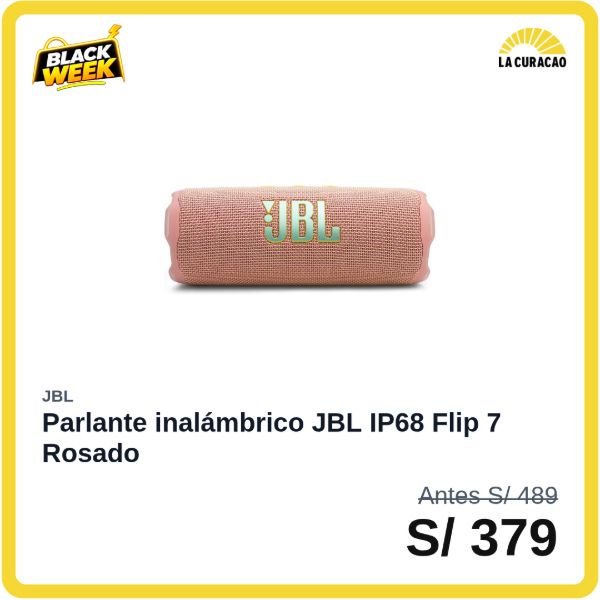 BLACK
WEEK
LA CURACAO
JBL
JBL
Parlante inalámbrico JBL IP68 Flip 7
Rosado
Antes S/ 489
S/ 379